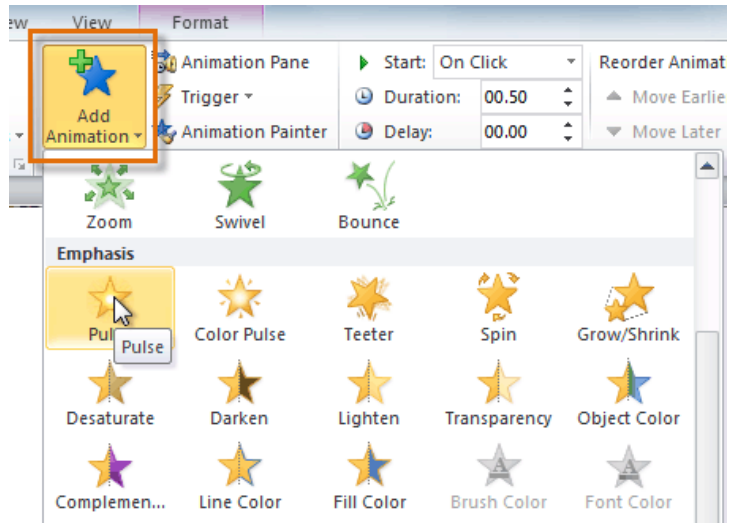 ew View Format
Add Animation
Animation Pane
Trigger
Animation Painter
Start: On Click
Duration: 00.50
Delay: 00.00
Reorder Animat
Move Earlie
Move Later
Zoom Swivel Bounce
Emphasis
Pul Color Pulse Teeter Spin Grow/Shrink
Pulse
Desaturate Darken Lighten Transparency Object Color
Complemen... Line Color Fill Color Brush Color Font Color